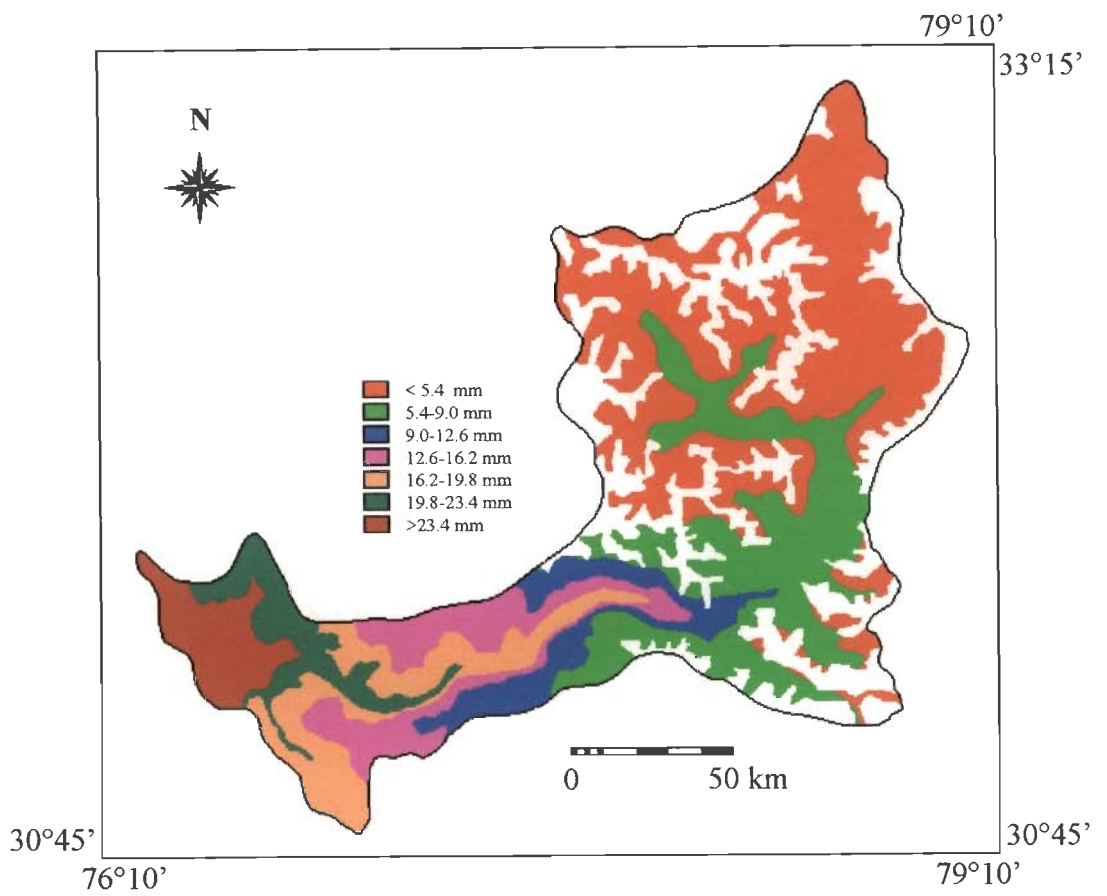 79°10’
33°15’
N
< 5.4 mm
5.4-9.0 mm
9.0-12.6 mm
12.6-16.2 mm
16.2-19.8 mm
19.8-23.4 mm
>23.4 mm
0 50 km
30°45’ 30°45’
76°10’ 79°10’